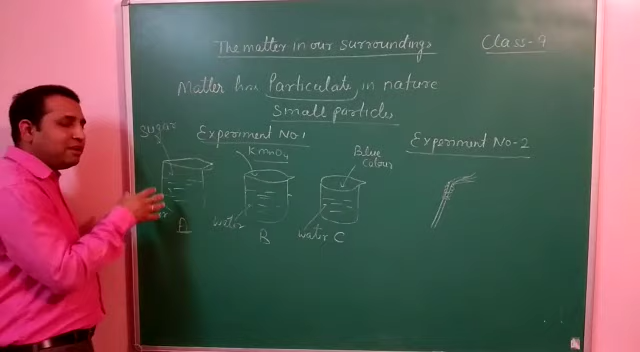 The matter in our surroundings
Class-9
Matter has Particulate in nature
Small particles
Experiment No-1
Experiment No-2
sugar
KmnO4
Blue
Colour
water
water
A
B
C